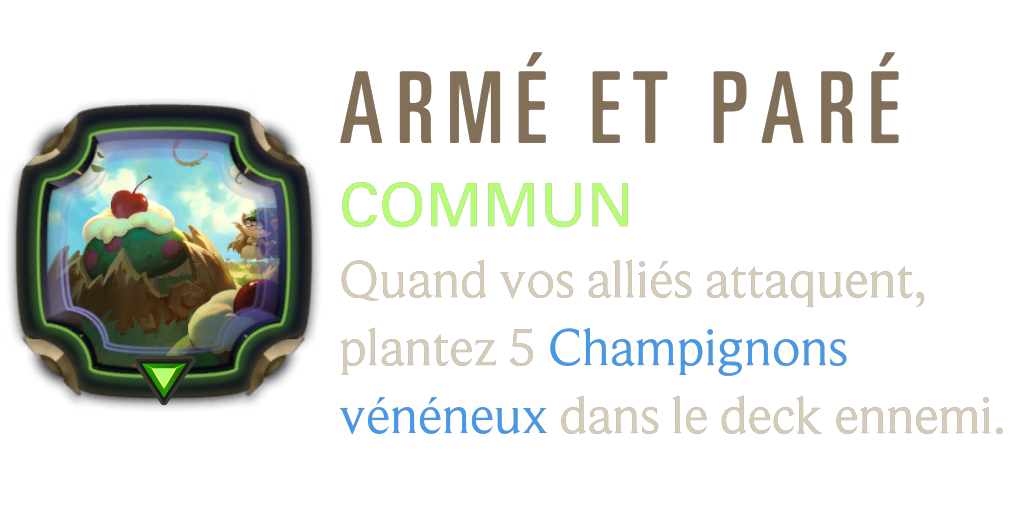 ARMÉ ET PARÉ
COMMUN
Quand vos alliés attaquent,
plantez 5 Champignons
vénéneux dans le deck ennemi.